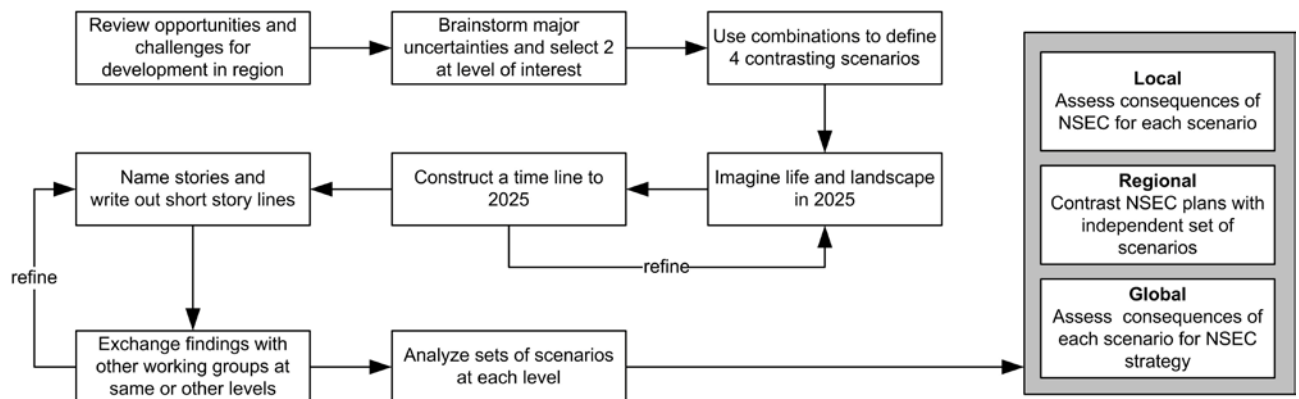 Review opportunities and
challenges for
development in region
Brainstorm major
uncertainties and select 2
at level of interest
Use combinations to define
4 contrasting scenarios
Imagine life and landscape
in 2025
Construct a time line to
2025
refine
Name stories and
write out short story lines
refine
Exchange findings with
other working groups at
same or other levels
Analyze sets of scenarios
at each level
Local
Assess consequences of
NSEC for each scenario
Regional
Contrast NSEC plans with
independent set of
scenarios
Global
Assess consequences of
each scenario for NSEC
strategy